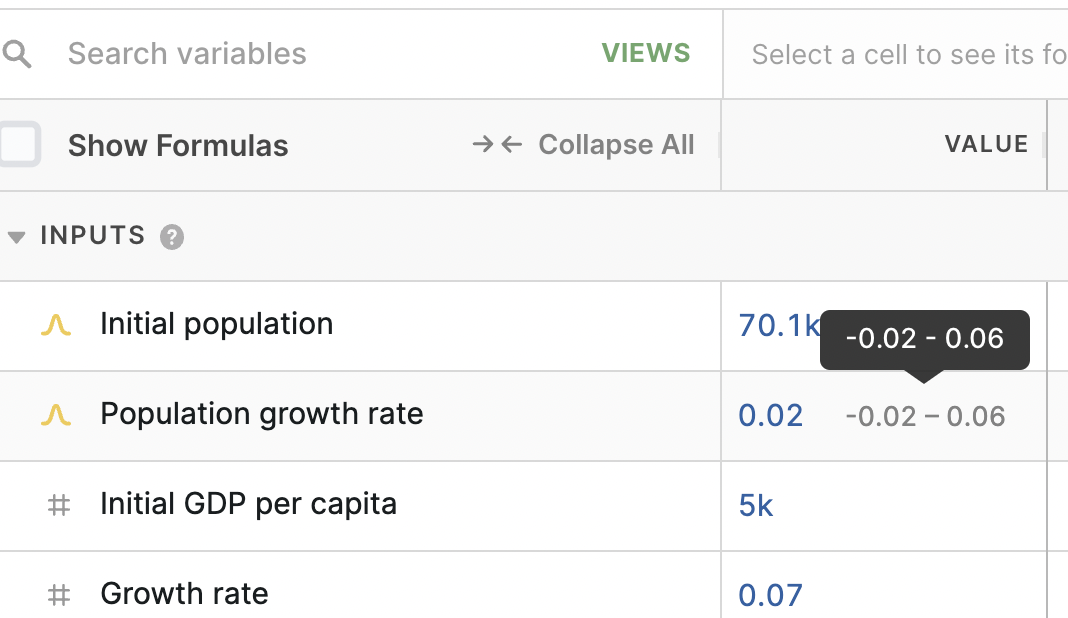 Search variables VIEWS Select a cell to see its fo
Show Formulas → ← Collapse All VALUE
INPUTS ?
Initial population 70.1k -0.02 - 0.06
Population growth rate 0.02 -0.02 – 0.06
# Initial GDP per capita 5k
# Growth rate 0.07